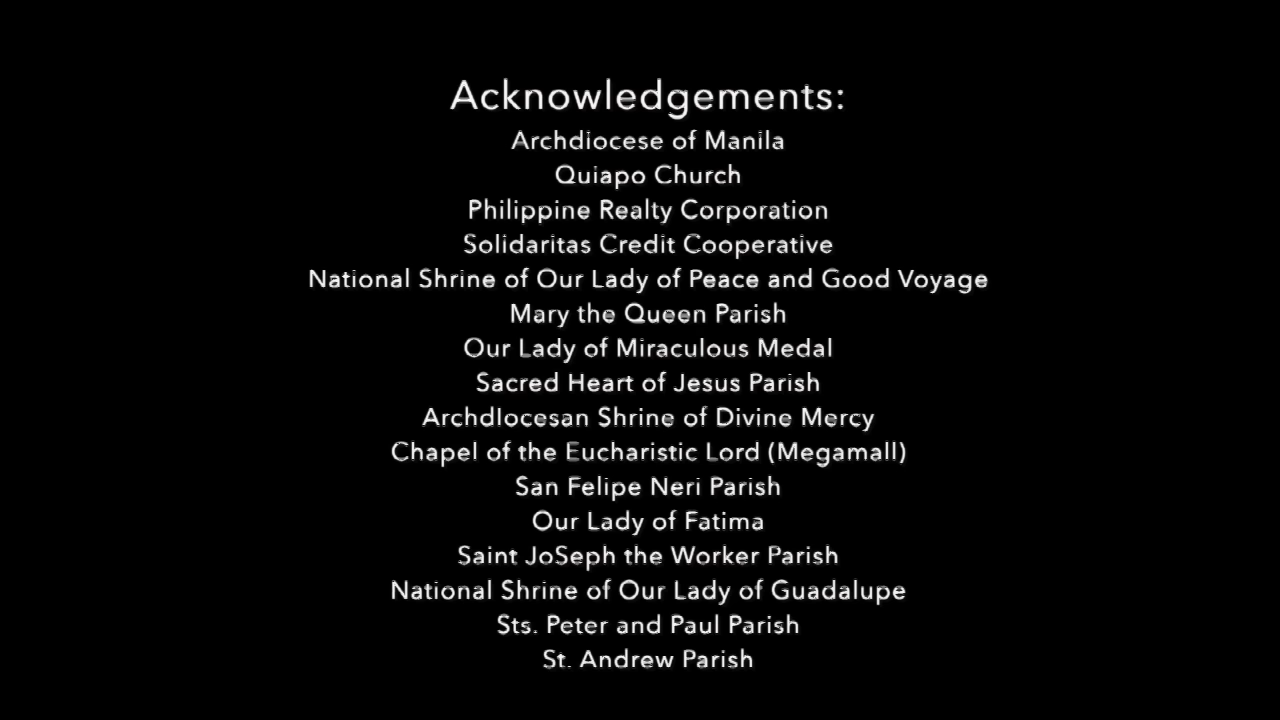 Acknowledgements:
Archdiocese of Manila
Quiapo Church
Philippine Realty Corporation
Solidaritas Credit Cooperative
National Shrine of Our Lady of Peace and Good Voyage
Mary the Queen Parish
Our Lady of Miraculous Medal
Sacred Heart of Jesus Parish
ArchdIocesan Shrine of Divine Mercy
Chapel of the Eucharistic Lord (Megamall)
San Felipe Neri Parish
Our Lady of Fatima
Saint JoSeph the Worker Parish
National Shrine of Our Lady of Guadalupe
Sts. Peter and Paul Parish
St. Andrew Parish